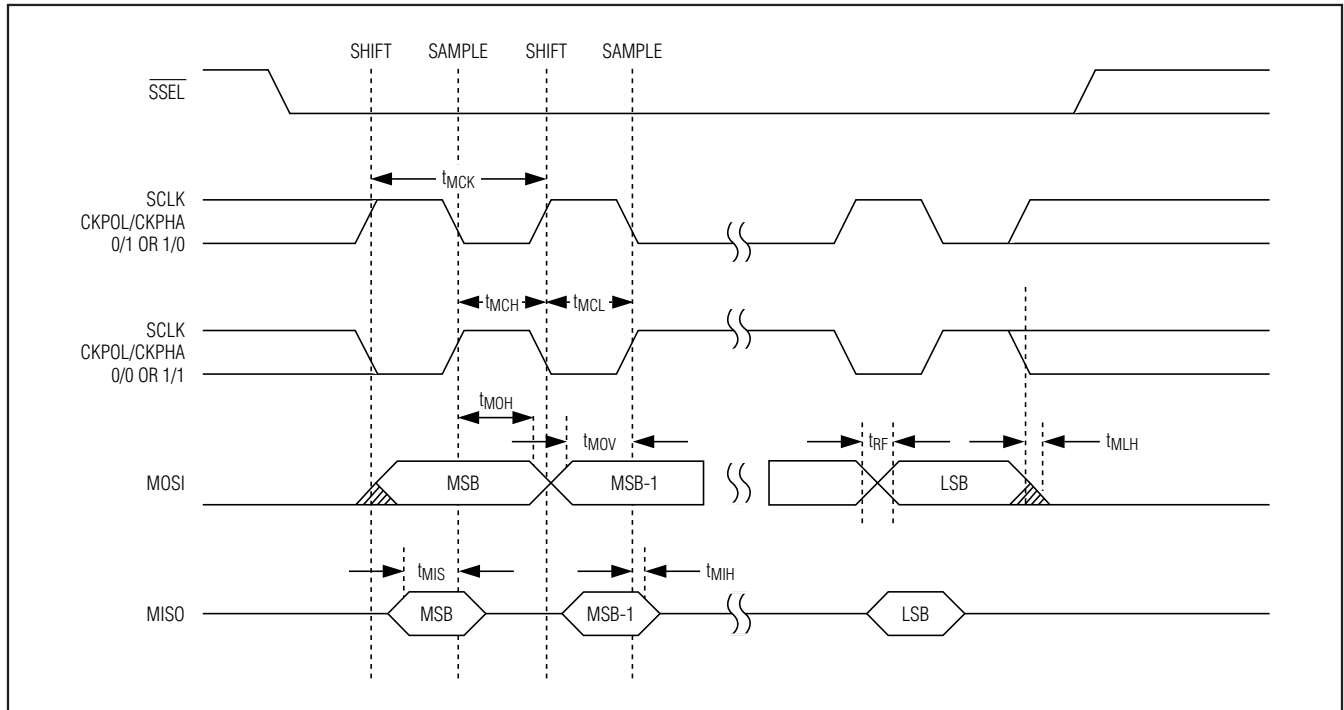 SHIFT SAMPLE SHIFT SAMPLE
SSEL
tMCK
SCLK
CKPOL/CKPHA
0/1 OR 1/0
tMCH tMCL
SCLK
CKPOL/CKPHA
0/0 OR 1/1
tMOH
tMOV tRF tMLH
MOSI MSB MSB-1 LSB
tMIS tMIH
MISO MSB MSB-1 LSB